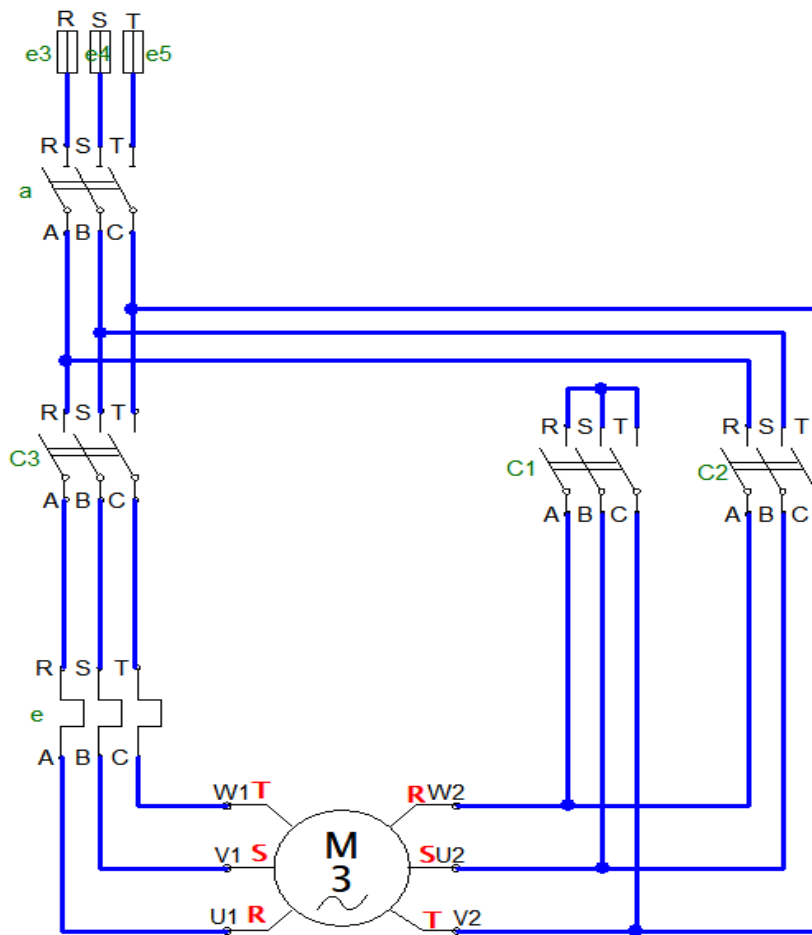 R S T
e3 e4 e5
R S T
a
A B C
R S T
R S T
R S T
C3
C1
C2
A B C
A B C
A B C
R S T
e
A B C
W1 T
R W2
M
V1 S
S U2
3
U1 R
T V2